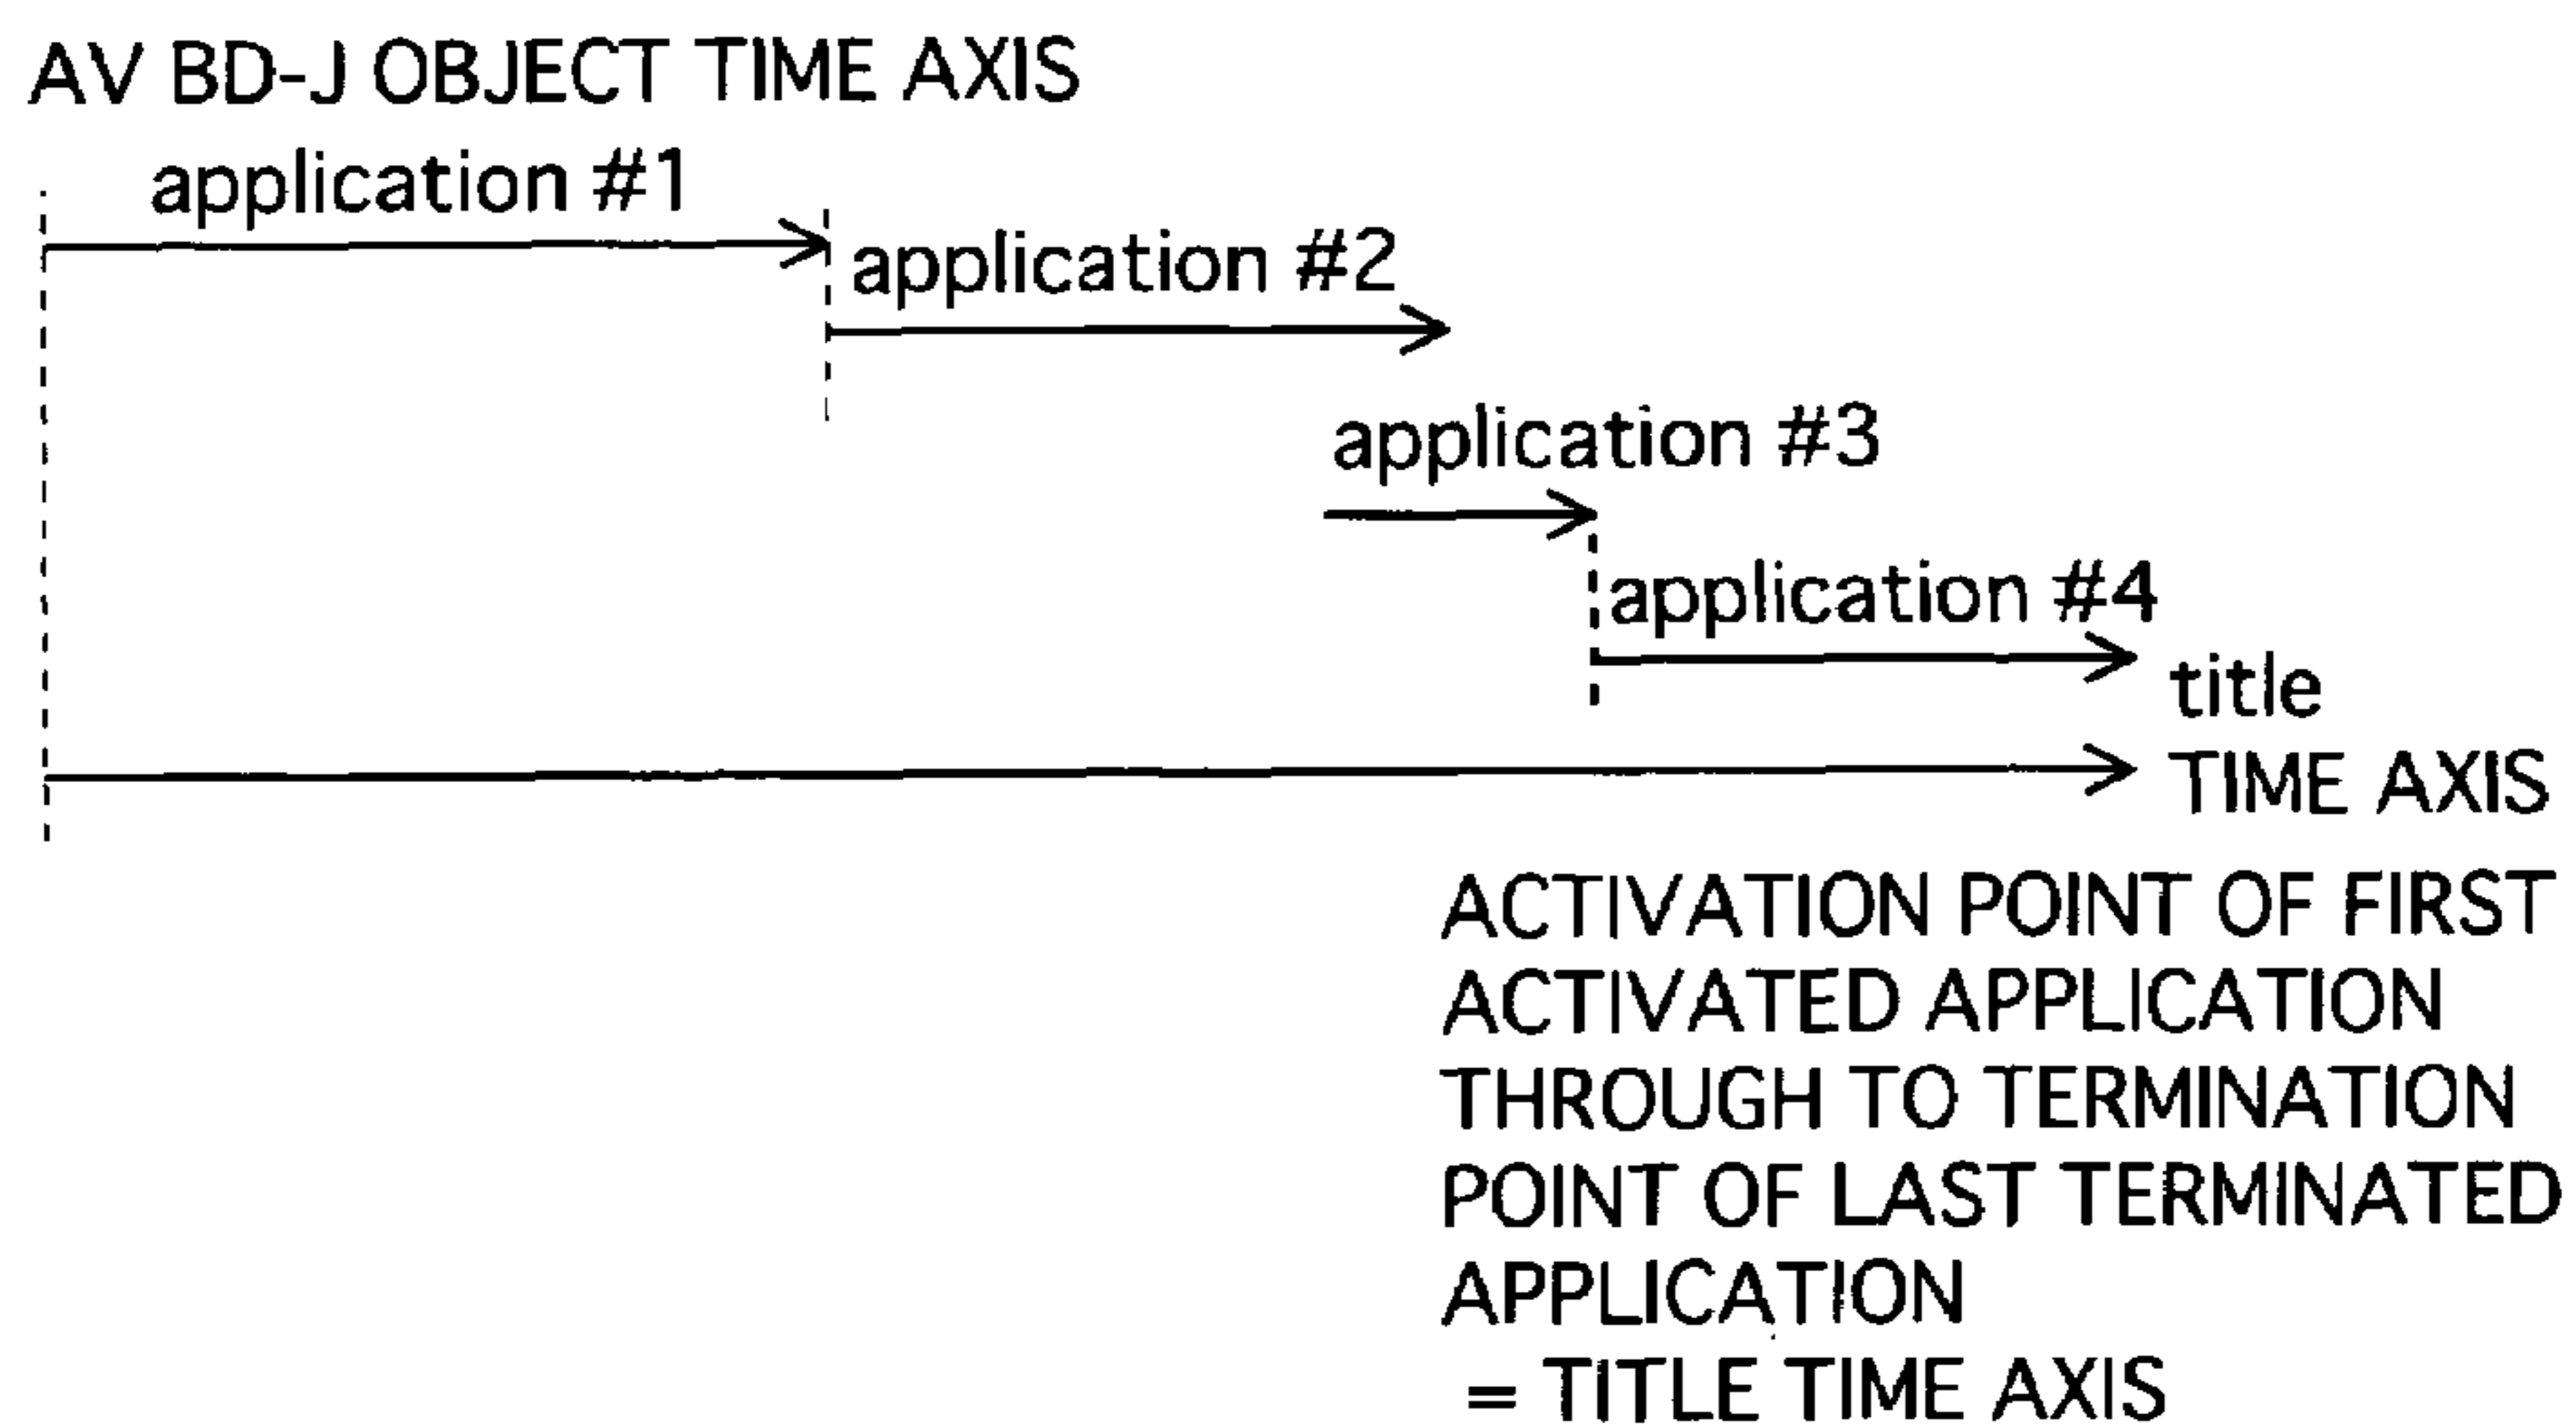 AV BD-J OBJECT TIME AXIS
application #1
application #2
application #3
application #4
title
TIME AXIS
ACTIVATION POINT OF FIRST
ACTIVATED APPLICATION
THROUGH TO TERMINATION
POINT OF LAST TERMINATED
APPLICATION
= TITLE TIME AXIS